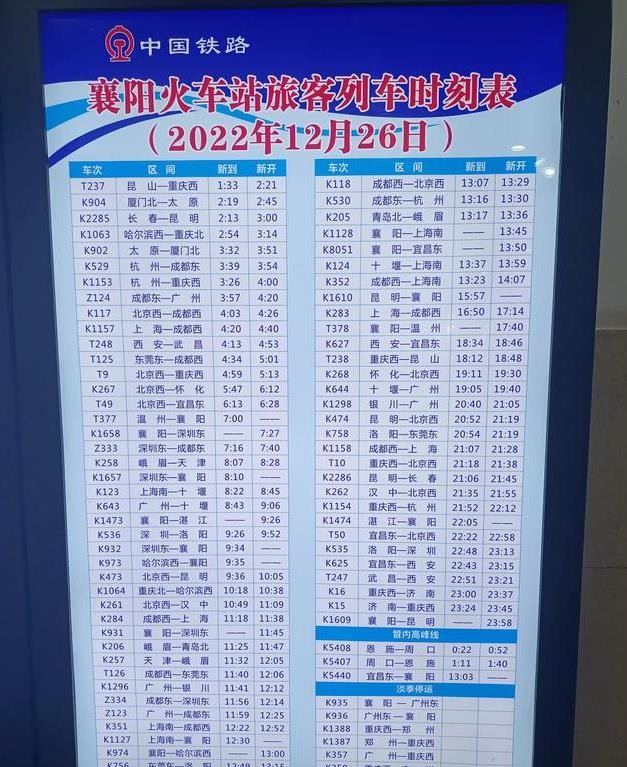 中国铁路
襄阳火车站旅客列车时刻表
（2022年12月26日）
车次 区间 新到 新开
T237 昆山—重庆西 1:33 2:21
K904 厦门北—太原 2:19 2:45
K2285 长春—昆明 2:13 3:00
K1063 哈尔滨西—重庆北 2:54 3:14
K902 太原—厦门北 3:32 3:51
K529 杭州—成都东 3:39 3:54
K1153 杭州—重庆西 3:26 4:00
Z124 成都东—广州 3:57 4:20
K117 北京西—成都西 4:03 4:26
K1157 上海—成都西 4:20 4:40
T248 西安—武昌 4:13 4:53
T125 东莞东—成都西 4:34 5:01
T9 北京西—重庆西 4:59 5:13
K267 北京西—怀化 5:47 6:12
T49 北京西—宜昌东 6:13 6:28
T377 温州—襄阳 7:00 ——
K1658 襄阳—深圳东 —— 7:27
Z333 深圳东—成都西 7:16 7:40
K258 峨眉—天津 8:07 8:28
K1657 深圳东—襄阳 8:10 ——
K123 上海南—十堰 8:22 8:45
K643 广州—十堰 8:43 9:06
K1473 襄阳—湛江 —— 9:26
K536 深圳—洛阳 9:26 9:52
K932 深圳东—襄阳 9:34 ——
K973 哈尔滨西—襄阳 9:35 ——
K473 北京西—昆明 9:36 10:05
K1064 重庆北—哈尔滨西 10:18 10:38
K261 北京西—汉中 10:49 11:09
K284 成都西—上海 11:18 11:38
K931 襄阳—深圳东 —— 11:45
K206 峨眉—青岛北 11:25 11:47
K257 天津—峨眉 11:32 12:05
T126 成都西—东莞东 11:40 12:06
K1296 广州—银川 11:41 12:12
Z334 成都西—深圳东 11:56 12:14
Z123 广州—成都东 11:59 12:25
K351 上海南—成都西 12:22 12:52
K1127 上海南—襄阳 12:30 ——
K974 襄阳—哈尔滨西 —— 13:00
K756 东莞东—洛阳 12:49 13:15
车次 区间 新到 新开
K118 成都西—北京西 13:07 13:29
K530 成都东—杭州 13:16 13:30
K205 青岛北—峨眉 13:17 13:36
K1128 襄阳—上海南 —— 13:45
K8051 襄阳—宜昌东 —— 13:50
K124 十堰—上海南 13:37 13:59
K352 成都西—上海南 13:23 14:07
K1610 昆明—襄阳 15:57 ——
K283 上海—成都西 16:50 17:14
T378 襄阳—温州 —— 17:40
K627 西安—宜昌东 18:34 18:46
T238 重庆西—昆山 18:12 18:48
K268 怀化—北京西 19:11 19:30
K644 十堰—广州 19:05 19:40
K1298 银川—广州 20:40 21:05
K474 昆明—北京西 20:52 21:19
K758 洛阳—东莞东 20:54 21:19
K1158 成都西—上海 21:07 21:28
T10 重庆西—北京西 21:18 21:38
K2286 昆明—长春 21:06 21:45
K262 汉中—北京西 21:35 21:55
K1154 重庆西—杭州 21:52 22:12
K1474 湛江—襄阳 22:05 ——
T50 宜昌东—北京西 22:22 22:58
K535 洛阳—深圳 22:48 23:13
K625 宜昌东—西安 22:43 23:15
T247 武昌—西安 22:51 23:21
K16 重庆西—济南 23:00 23:37
K15 济南—重庆西 23:24 23:45
K1609 襄阳—昆明 —— 23:58
管内高峰线
K5408 恩施—周口 0:22 0:52
K5407 周口—恩施 1:11 1:40
K5440 宜昌东—襄阳 13:03 ——
淡季停运
K935 襄阳—广州东
K936 广州东—襄阳
K1388 重庆西—郑州
K1387 郑州—重庆西
K357 广州—重庆西